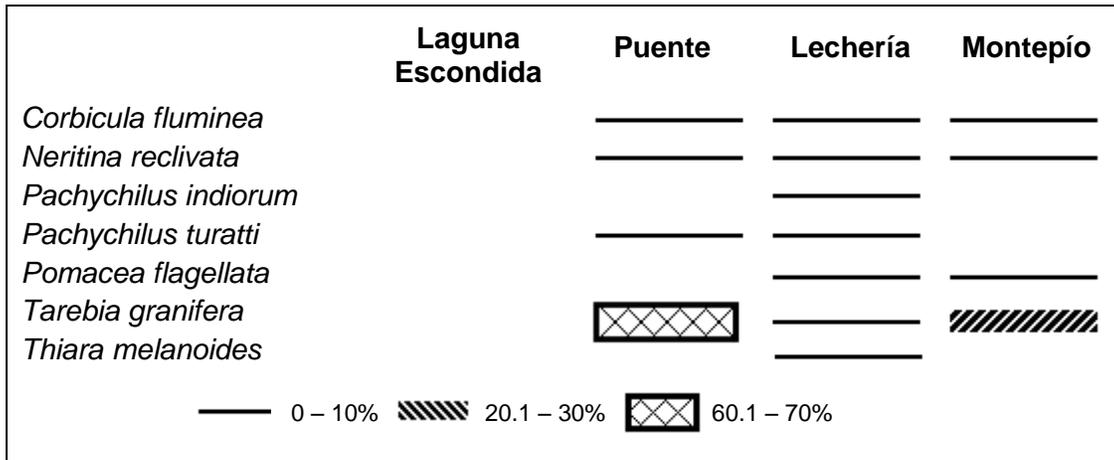 Laguna Escondida Puente Lechería Montepío
Corbicula fluminea
Neritina reclivata
Pachychilus indiorum
Pachychilus turatti
Pomacea flagellata
Tarebia granifera
Thiara melanoides
0 – 10% 20.1 – 30% 60.1 – 70%